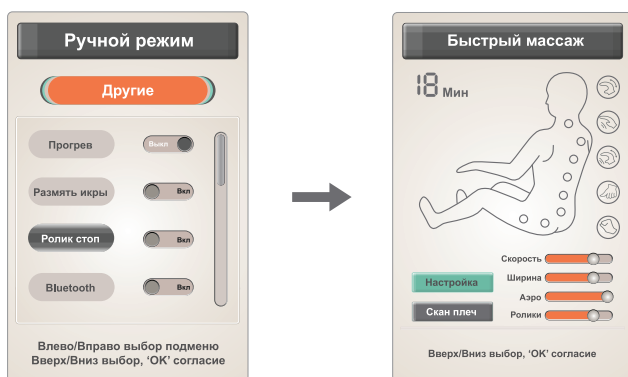 Ручной режим
Другие
Прогрев
Выкл
Размять икры
Вкл
Ролик стоп
Вкл
Bluetooth
Вкл
Влево/Вправо выбор подменю
Вверх/Вниз выбор, ‘OK’ согласие
Быстрый массаж
18 Мин
Скорость
Ширина
Аэро
Ролики
Настройка
Скан плеч
Вверх/Вниз выбор, ‘OK’ согласие